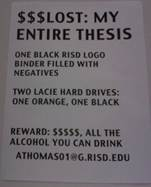 $$$LOST: MY
ENTIRE THESIS
ONE BLACK RISD LOGO
BINDER FILLED WITH
NEGATIVES
TWO LACIE HARD DRIVES:
ONE ORANGE, ONE BLACK
REWARD: $$$$$, ALL THE
ALCOHOL YOU CAN DRINK
ATHOMAS01@G.RISD.EDU